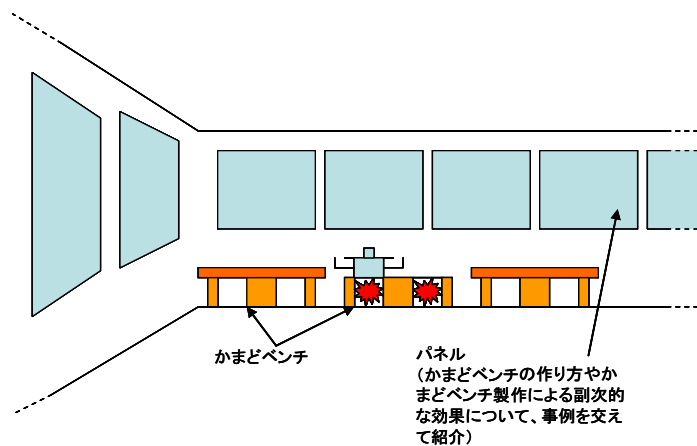 かまどベンチ
パネル
（かまどベンチの作り方やか
まどベンチ製作による副次的
な効果について、事例を交え
て紹介）